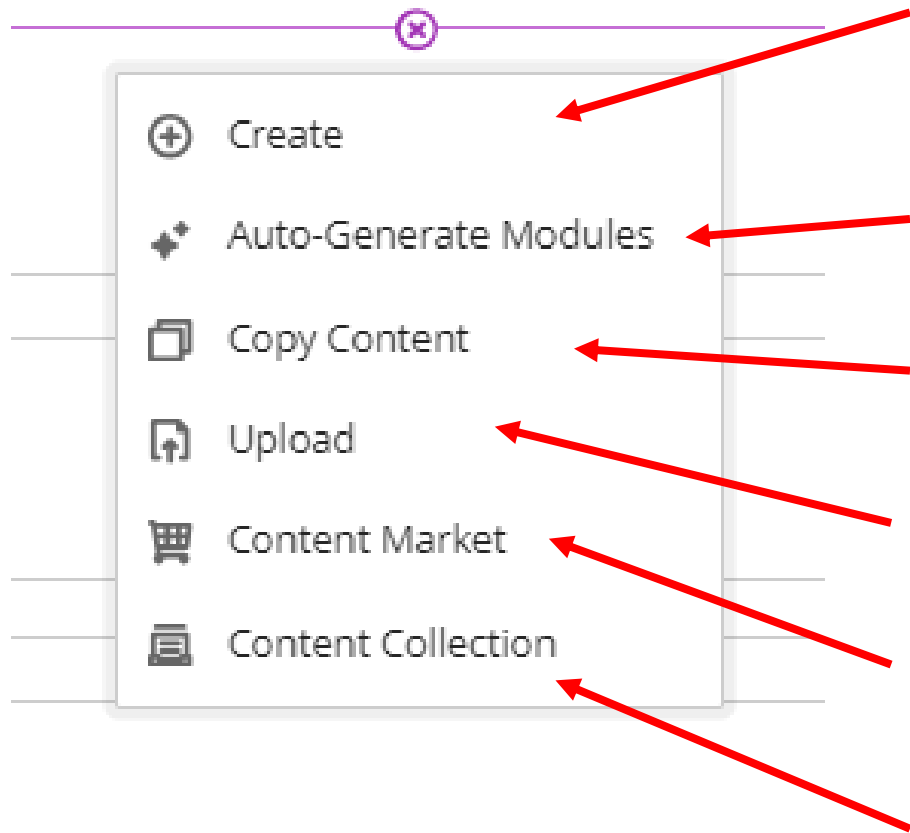 Create
Auto-Generate Modules
Copy Content
Upload
Content Market
Content Collection